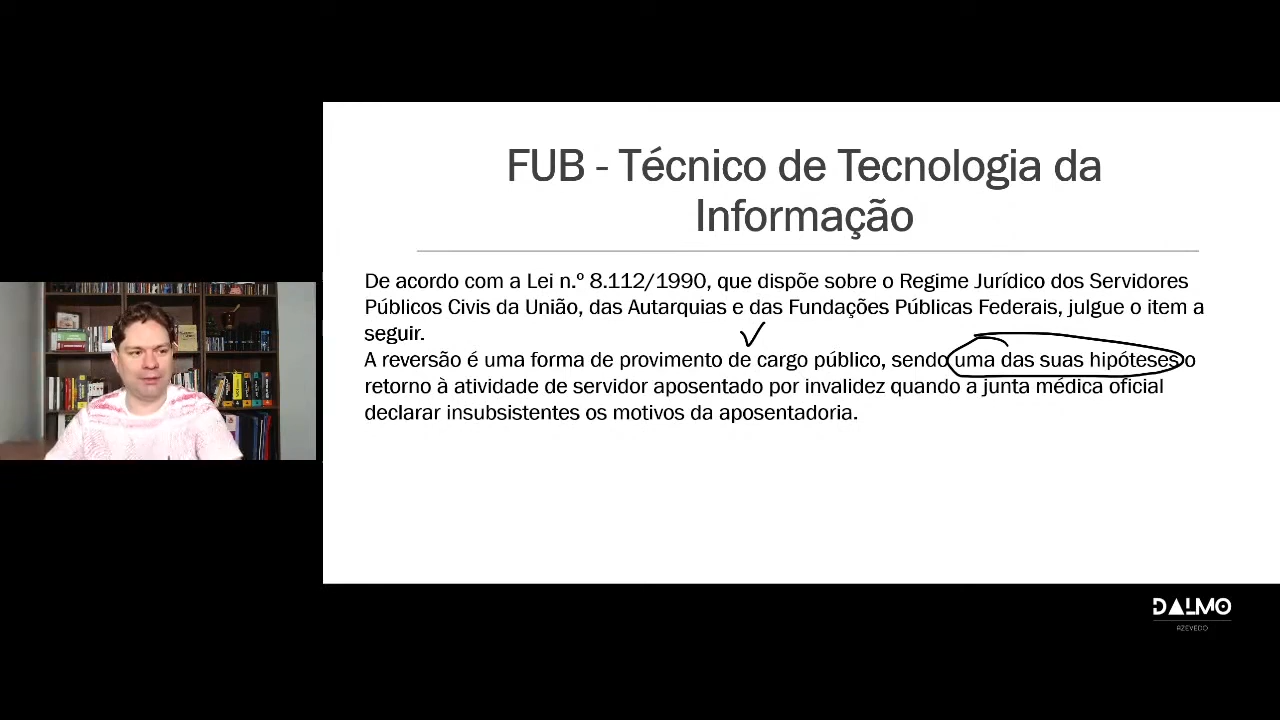 FUB - Técnico de Tecnologia da
Informação
De acordo com a Lei n.º 8.112/1990, que dispõe sobre o Regime Jurídico dos Servidores
Públicos Civis da União, das Autarquias e das Fundações Públicas Federais, julgue o item a
seguir.
A reversão é uma forma de provimento de cargo público, sendo uma das suas hipóteses o
retorno à atividade de servidor aposentado por invalidez quando a junta médica oficial
declarar insubsistentes os motivos da aposentadoria.
DALMO
AZEVEDO